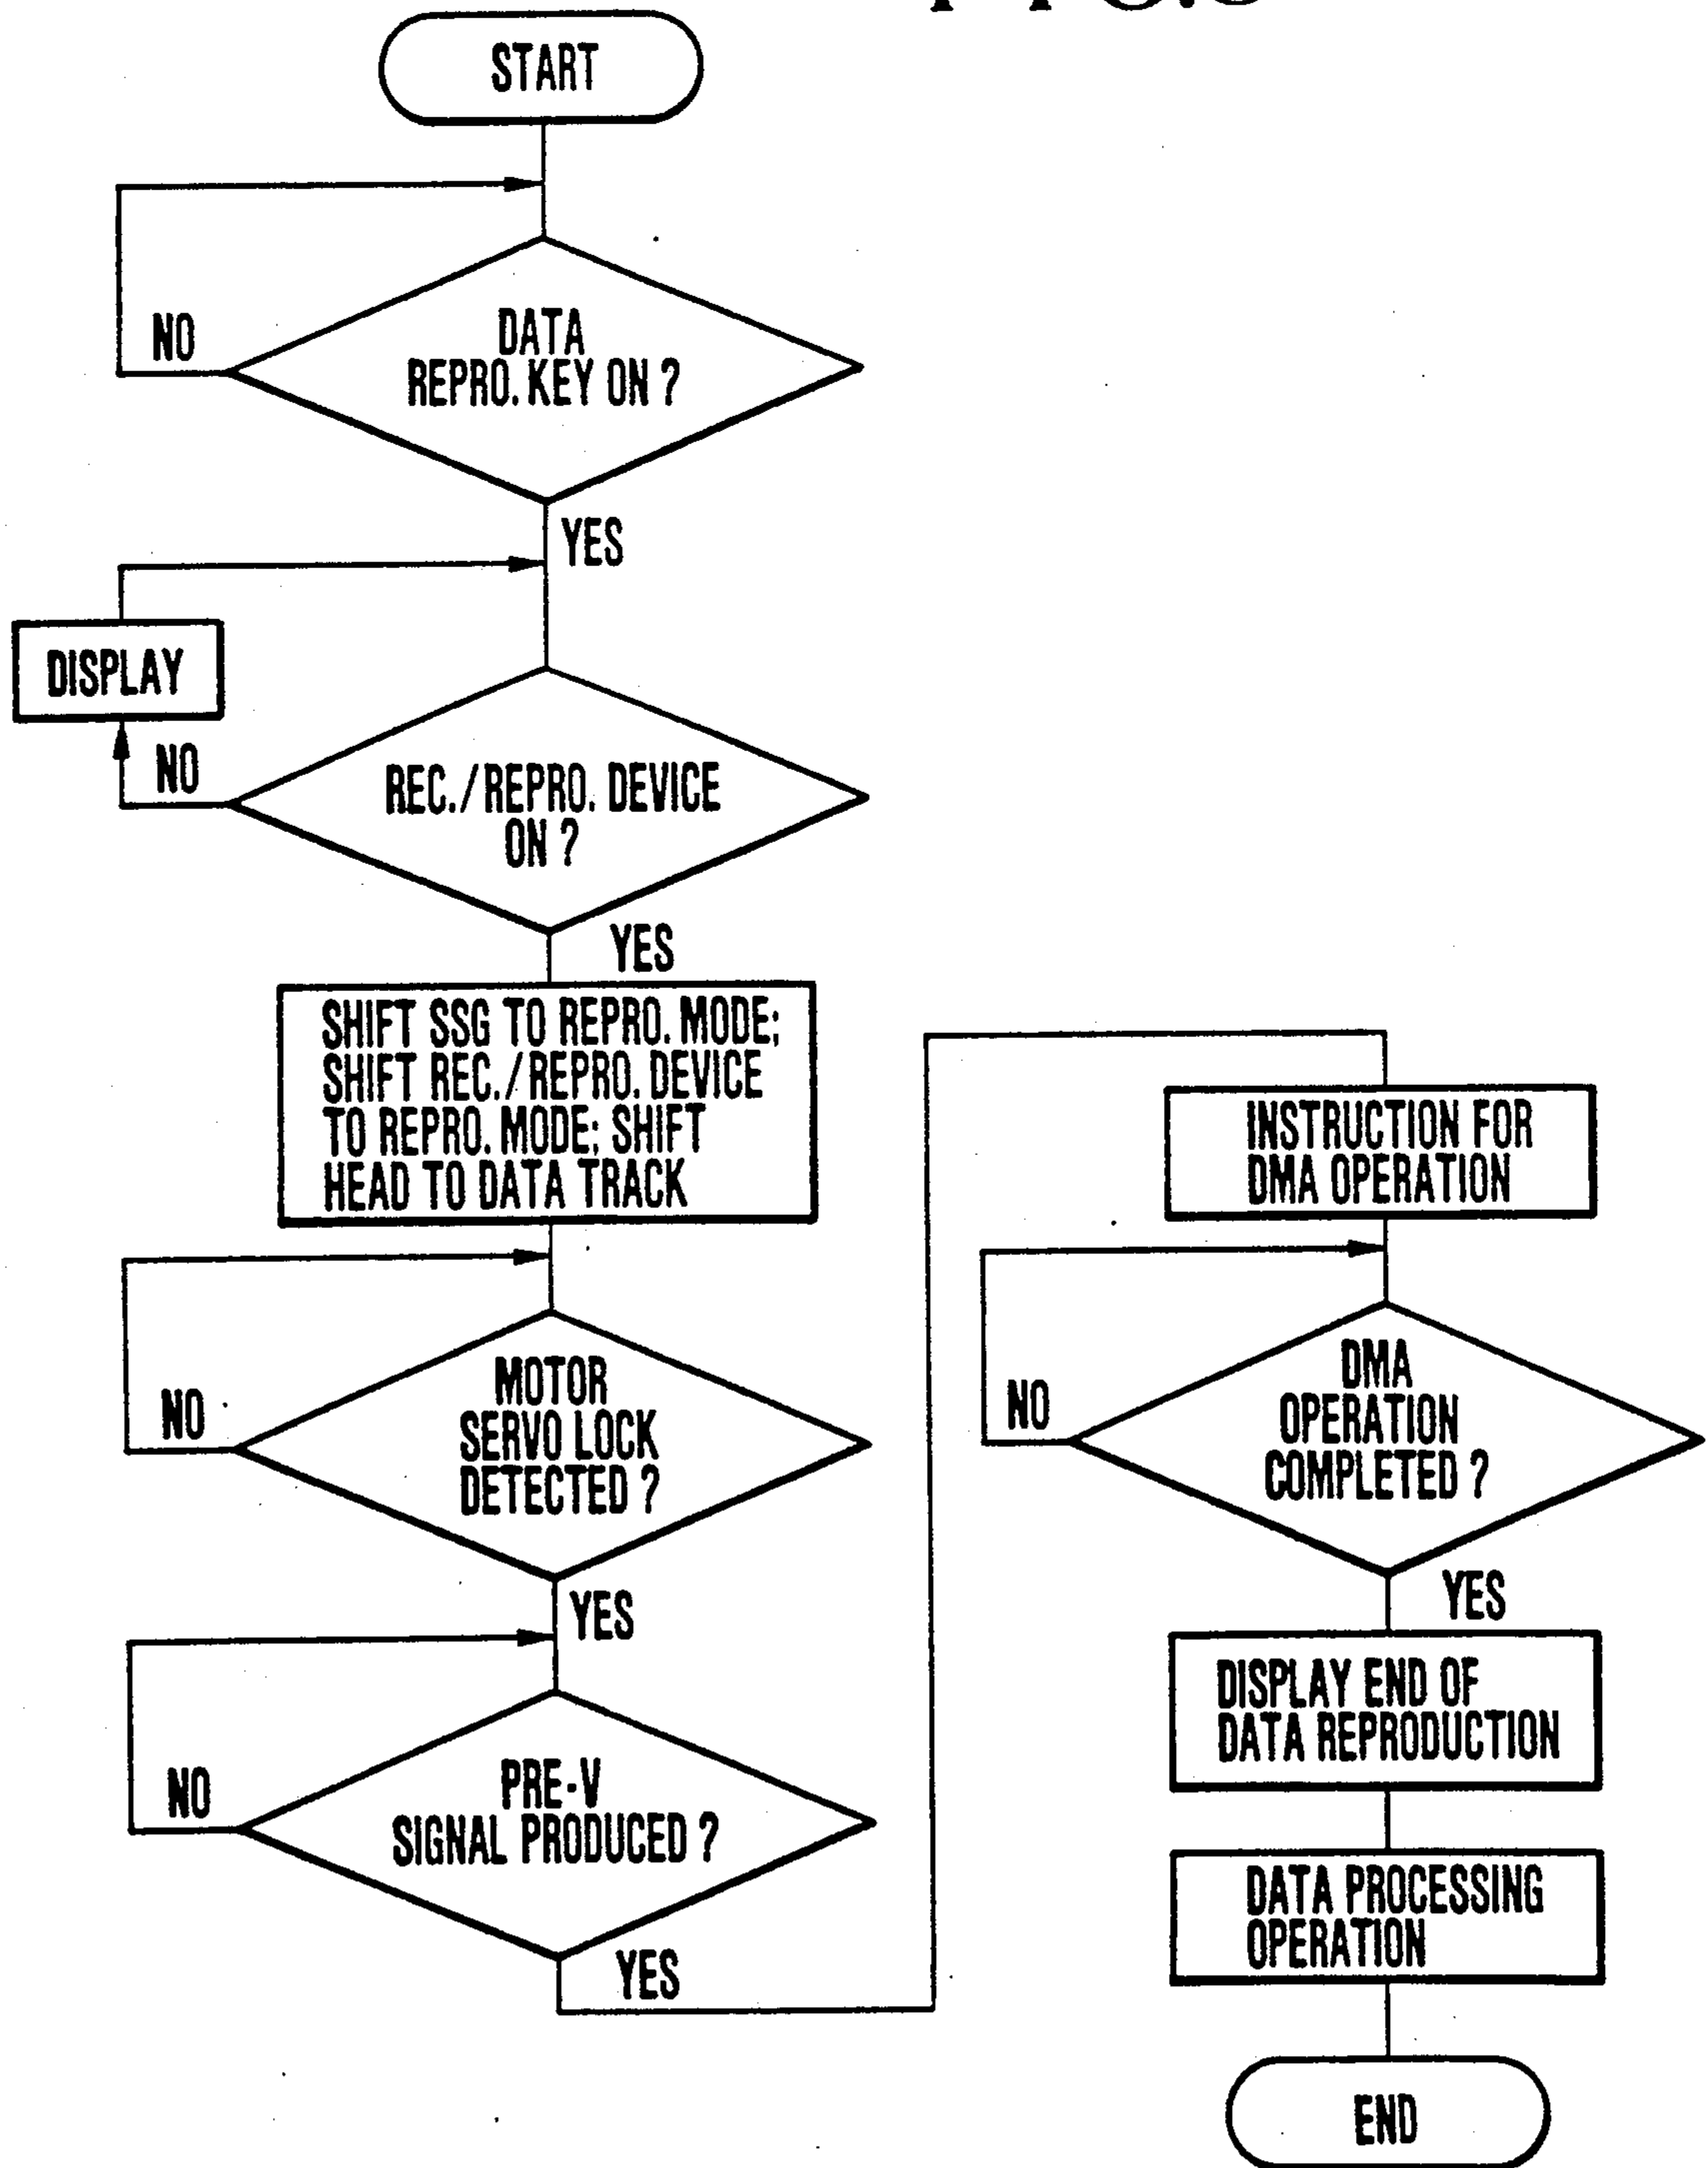 START
DATA
REPRO. KEY ON ?
NO
YES
DISPLAY
NO
REC./REPRO. DEVICE
ON ?
YES
SHIFT SSG TO REPRO. MODE;
SHIFT REC./REPRO. DEVICE
TO REPRO. MODE; SHIFT
HEAD TO DATA TRACK
MOTOR
SERVO LOCK
DETECTED ?
NO
YES
PRE-V
SIGNAL PRODUCED ?
NO
YES
INSTRUCTION FOR
DMA OPERATION
DMA
OPERATION
COMPLETED ?
NO
YES
DISPLAY END OF
DATA REPRODUCTION
DATA PROCESSING
OPERATION
END